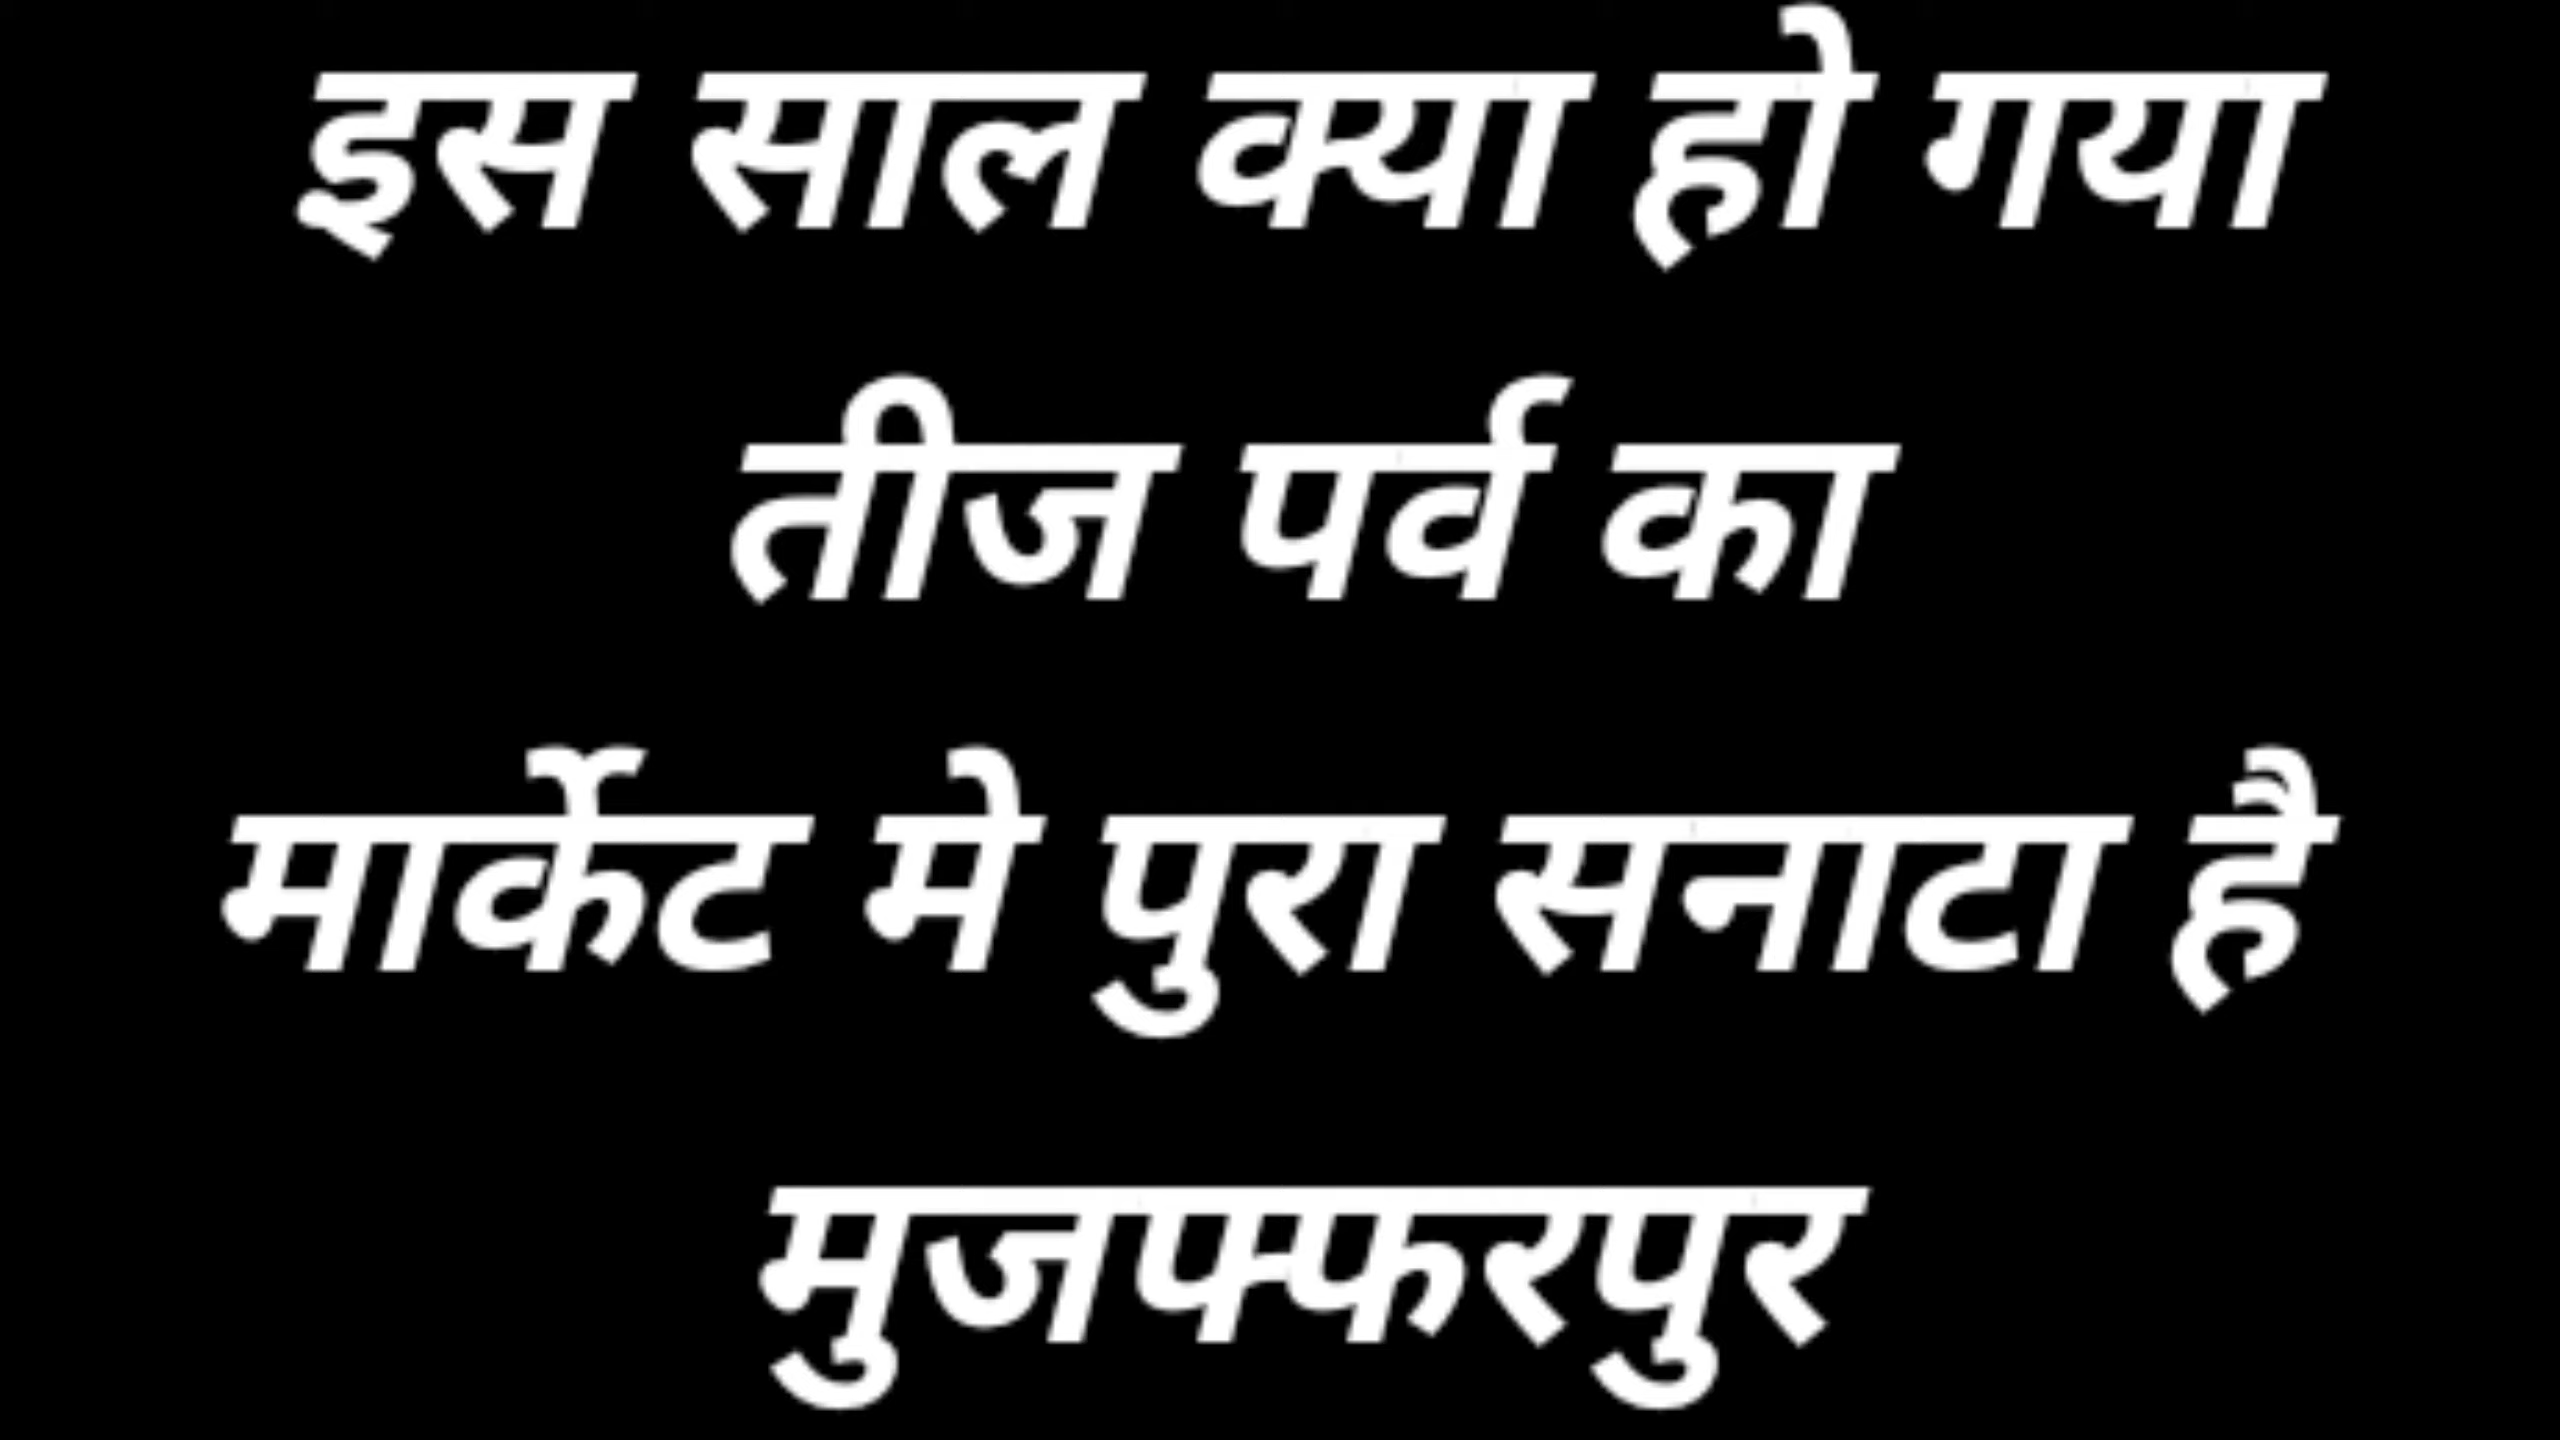 इस साल क्या हो गया
तीज पर्व का
मार्केट मे पुरा सनाटा है
मुजफ्फरपुर